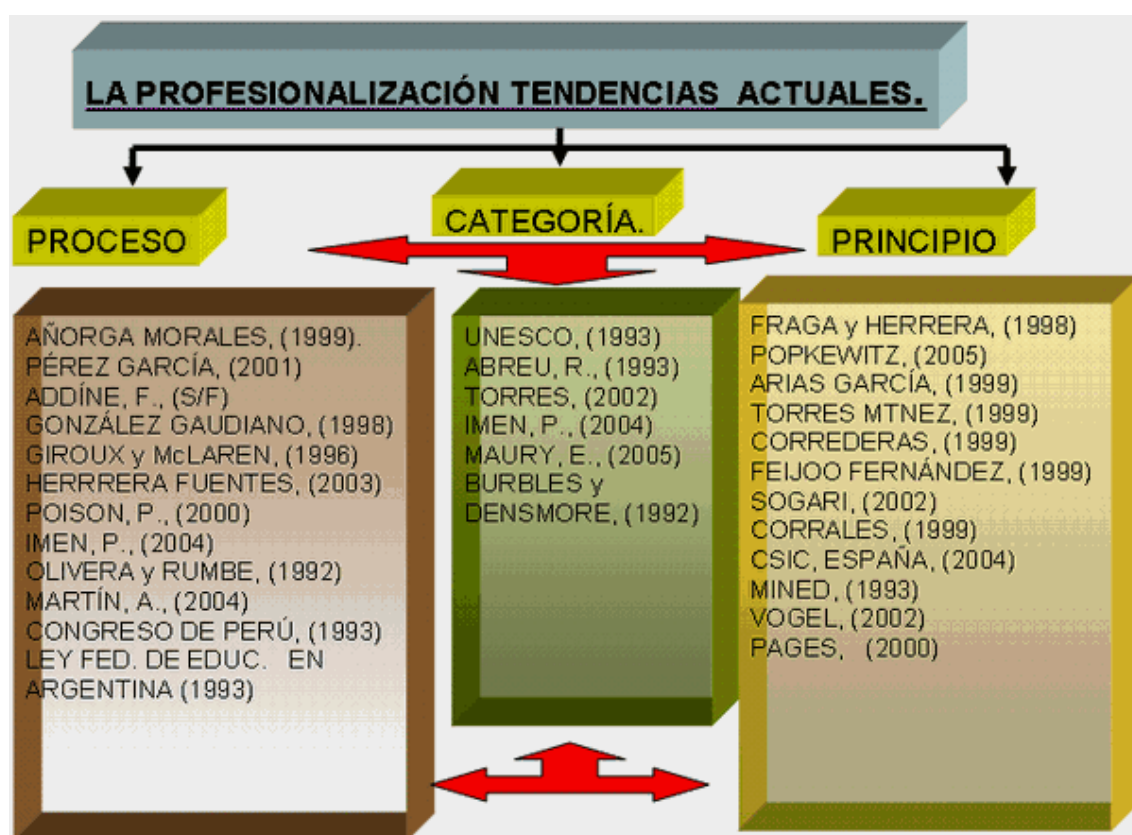 LA PROFESIONALIZACIÓN TENDENCIAS ACTUALES.
PROCESO
CATEGORÍA.
PRINCIPIO
AÑORGA MORALES, (1999).
PÉREZ GARCÍA, (2001)
ADDÍNE, F., (S/F)
GONZÁLEZ GAUDIANO, (1998)
GIROUX y McLAREN, (1996)
HERRRERA FUENTES, (2003)
POISON, P., (2000)
IMEN, P., (2004)
OLIVERA y RUMBE, (1992)
MARTÍN, A., (2004)
CONGRESO DE PERÚ, (1993)
LEY FED. DE EDUC. EN
ARGENTINA (1993)
UNESCO, (1993)
ABREU, R., (1993)
TORRES, (2002)
IMEN, P., (2004)
MAURY, E., (2005)
BURBLES y
DENSMORE, (1992)
FRAGA y HERRERA, (1998)
POPKEWITZ, (2005)
ARIAS GARCÍA, (1999)
TORRES MTNEZ, (1999)
CORREDERAS, (1999)
FEIJOO FERNÁNDEZ, (1999)
SOGARI, (2002)
CORRALES, (1999)
CSIC, ESPAÑA, (2004)
MINED, (1993)
VOGEL, (2002)
PAGES, (2000)